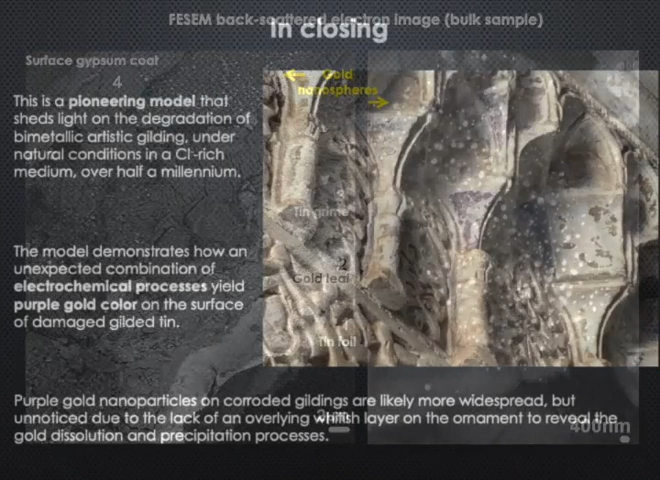 FESEM back-scattered electron image (bulk sample)
In closing
Surface gypsum coat
4
Gold
nanospheres
This is a pioneering model that
sheds light on the degradation of
bimetallic artistic gilding, under
natural conditions in a Cl-rich
medium, over half a millennium.
3
Tin grime
2
Gold leaf
Tin foil
The model demonstrates how an
unexpected combination of
electrochemical processes yield
purple gold color on the surface
of damaged gilded tin.
Purple gold nanoparticles on corroded gildings are likely more widespread, but
unnoticed due to the lack of an overlying whitish layer on the ornament to reveal the
gold dissolution and precipitation processes.
400nm